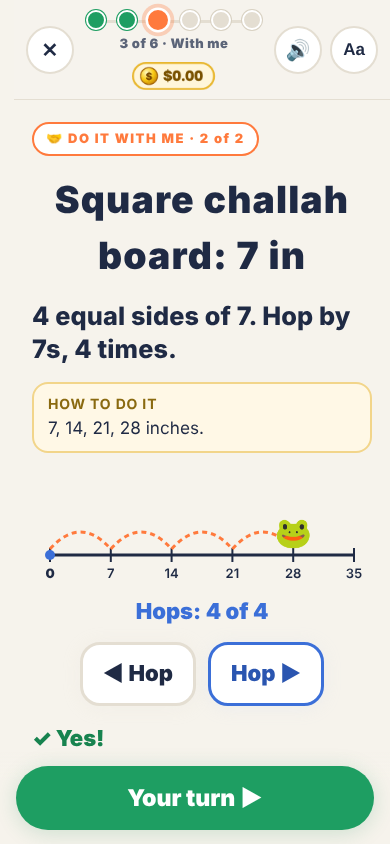 ✕
3 of 6 · With me
🔊
Aa
$ $0.00
🤝 DO IT WITH ME · 2 of 2
Square challah
board: 7 in
4 equal sides of 7. Hop by
7s, 4 times.
HOW TO DO IT
7, 14, 21, 28 inches.
0 7 14 21 28 35
Hops: 4 of 4
◀ Hop
Hop ▶
✓ Yes!
Your turn ▶